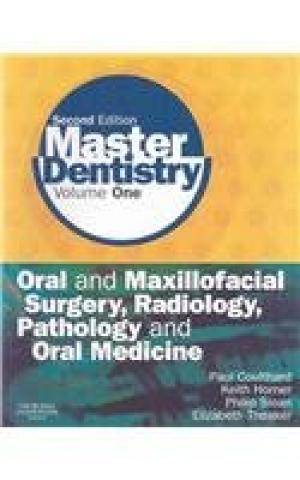 Second Edition
Master
Dentistry
Volume One
Oral and Maxillofacial
Surgery, Radiology,
Pathology and
Oral Medicine
Paul Coulthard
Keith Horner
Philip Sloan
Elizabeth Theaker